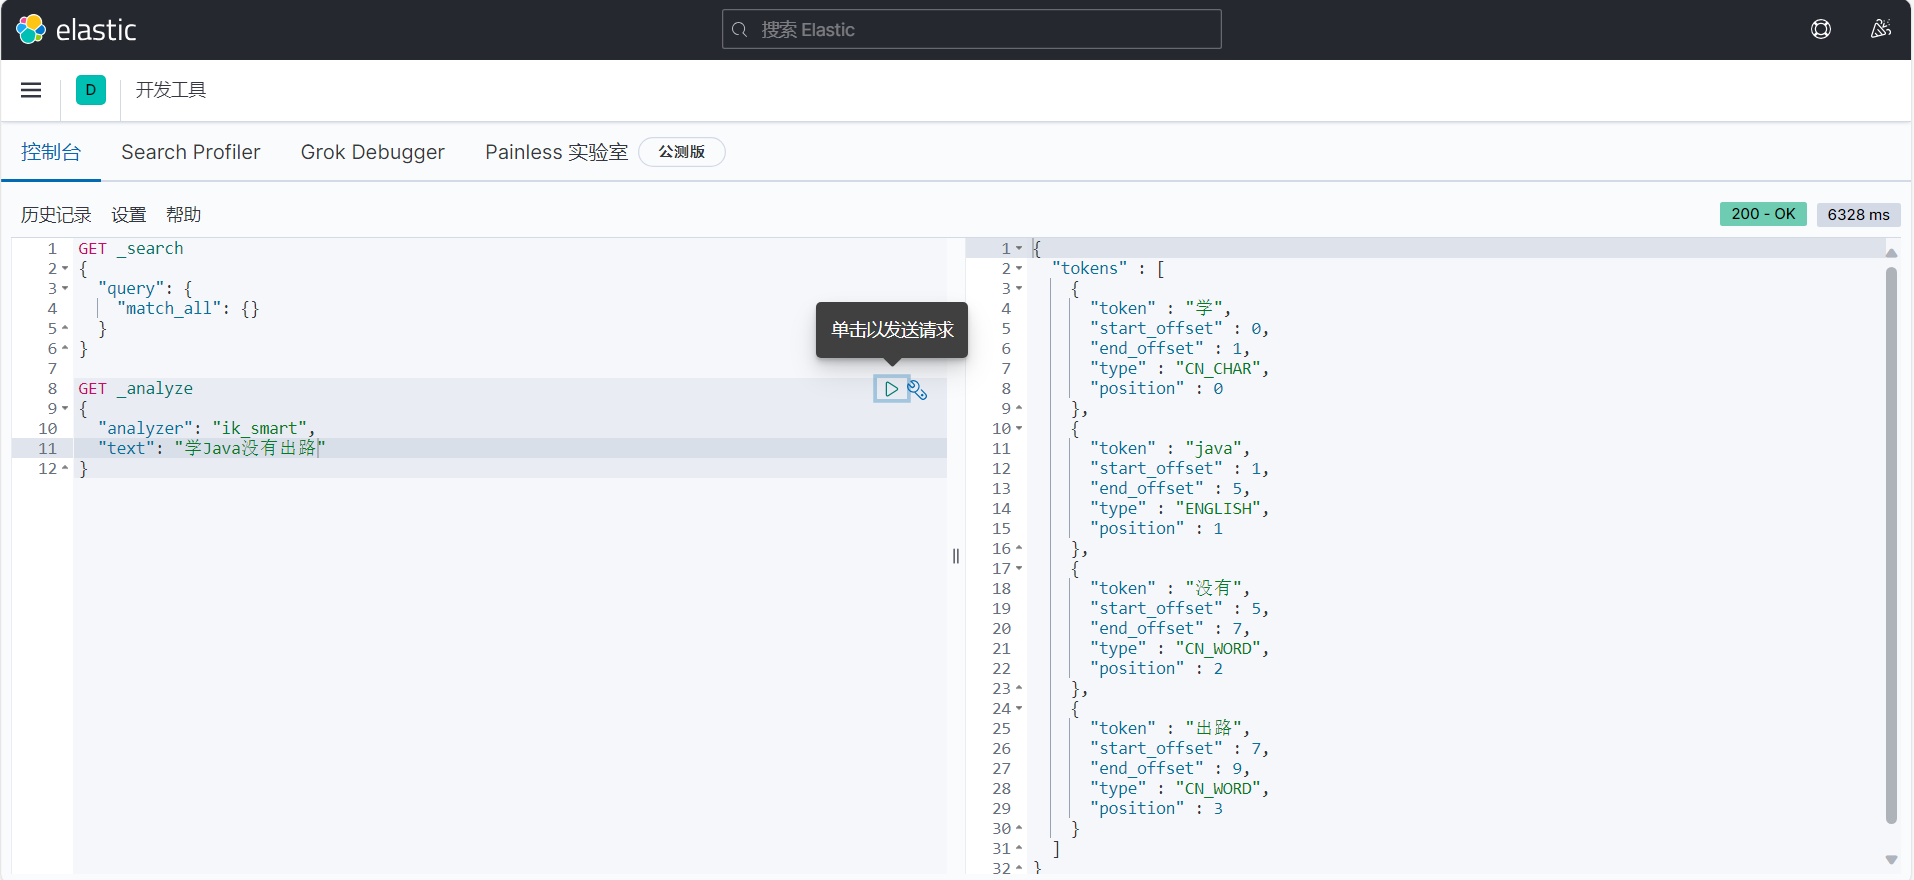 elastic
搜索 Elastic
D
开发工具
控制台 Search Profiler Grok Debugger Painless 实验室 公测版
历史记录 设置 帮助
200 - OK 6328 ms
1 GET _search
2 {
3 "query": {
4 "match_all": {}
5 }
6 }
7
8 GET _analyze
9 {
10 "analyzer": "ik_smart",
11 "text": "学Java没有出路"
12 }
单击以发送请求
1 {
2 "tokens" : [
3 {
4 "token" : "学",
5 "start_offset" : 0,
6 "end_offset" : 1,
7 "type" : "CN_CHAR",
8 "position" : 0
9 },
10 {
11 "token" : "java",
12 "start_offset" : 1,
13 "end_offset" : 5,
14 "type" : "ENGLISH",
15 "position" : 1
16 },
17 {
18 "token" : "没有",
19 "start_offset" : 5,
20 "end_offset" : 7,
21 "type" : "CN_WORD",
22 "position" : 2
23 },
24 {
25 "token" : "出路",
26 "start_offset" : 7,
27 "end_offset" : 9,
28 "type" : "CN_WORD",
29 "position" : 3
30 }
31 ]
32 }